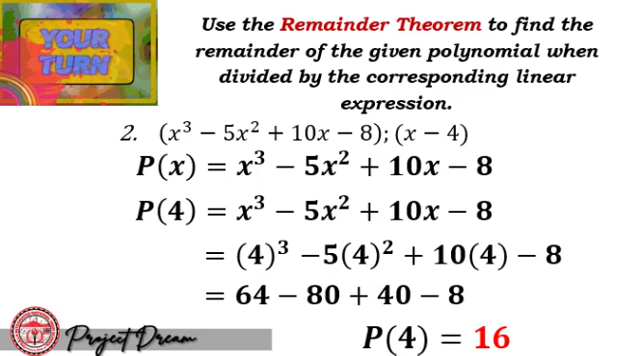 YOUR
TURN
Use the Remainder Theorem to find the
remainder of the given polynomial when
divided by the corresponding linear
expression.
2. (x³ − 5x² + 10x − 8); (x − 4)
P(x) = x³ − 5x² + 10x − 8
P(4) = x³ − 5x² + 10x − 8
= (4)³ −5(4)² + 10(4) − 8
= 64 − 80 + 40 − 8
Project Dream
P(4) = 16